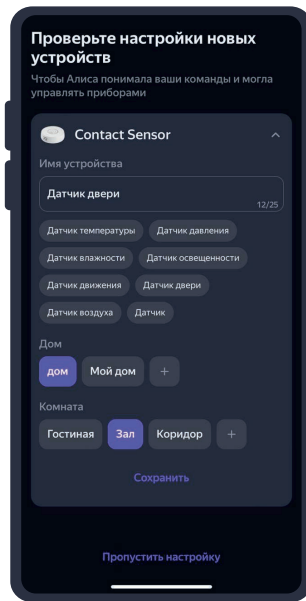 Проверьте настройки новых
устройств
Чтобы Алиса понимала ваши команды и могла
управлять приборами
Contact Sensor
Имя устройства
Датчик двери
12/25
Датчик температуры Датчик давления
Датчик влажности Датчик освещенности
Датчик движения Датчик двери
Датчик воздуха Датчик
Дом
дом Мой дом +
Комната
Гостиная Зал Коридор +
Сохранить
Пропустить настройку